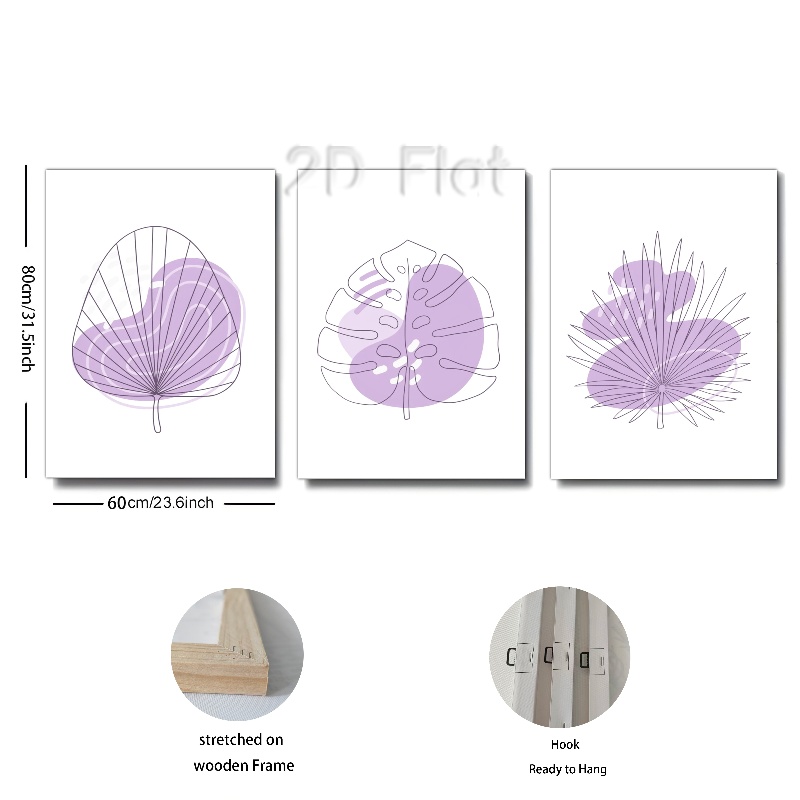 2D Flat
80cm/31.5inch
60cm/23.6inch
stretched on
wooden Frame
Hook
Ready to Hang